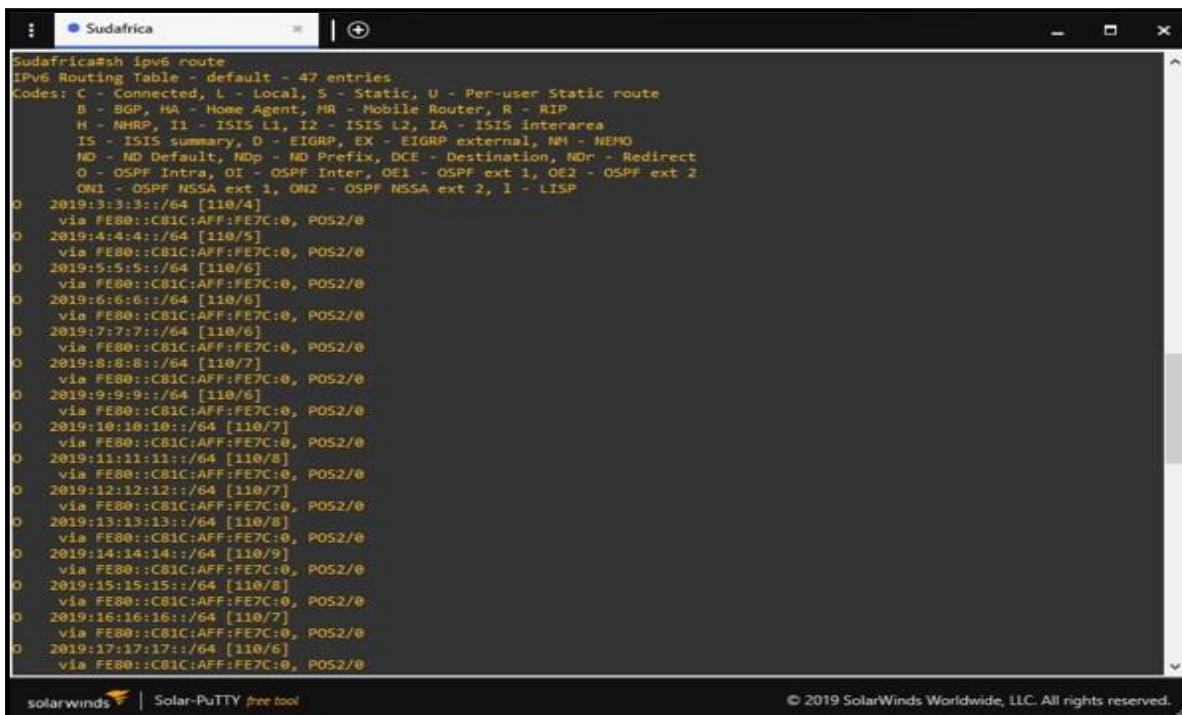 Sudafrica
Sudafrica#sh ipv6 route
IPv6 Routing Table - default - 47 entries
Codes: C - Connected, L - Local, S - Static, U - Per-user Static route
B - BGP, HA - Home Agent, MR - Mobile Router, R - RIP
H - NHRP, I1 - ISIS L1, I2 - ISIS L2, IA - ISIS interarea
IS - ISIS summary, D - EIGRP, EX - EIGRP external, NM - NEMO
ND - ND Default, NDp - ND Prefix, DCE - Destination, NDr - Redirect
O - OSPF Intra, OI - OSPF Inter, OE1 - OSPF ext 1, OE2 - OSPF ext 2
ON1 - OSPF NSSA ext 1, ON2 - OSPF NSSA ext 2, l - LISP
O 2019:3:3:3::/64 [110/4]
via FE80::C81C:AFF:FE7C:0, POS2/0
O 2019:4:4:4::/64 [110/5]
via FE80::C81C:AFF:FE7C:0, POS2/0
O 2019:5:5:5::/64 [110/6]
via FE80::C81C:AFF:FE7C:0, POS2/0
O 2019:6:6:6::/64 [110/6]
via FE80::C81C:AFF:FE7C:0, POS2/0
O 2019:7:7:7::/64 [110/6]
via FE80::C81C:AFF:FE7C:0, POS2/0
O 2019:8:8:8::/64 [110/7]
via FE80::C81C:AFF:FE7C:0, POS2/0
O 2019:9:9:9::/64 [110/6]
via FE80::C81C:AFF:FE7C:0, POS2/0
O 2019:10:10:10::/64 [110/7]
via FE80::C81C:AFF:FE7C:0, POS2/0
O 2019:11:11:11::/64 [110/8]
via FE80::C81C:AFF:FE7C:0, POS2/0
O 2019:12:12:12::/64 [110/7]
via FE80::C81C:AFF:FE7C:0, POS2/0
O 2019:13:13:13::/64 [110/8]
via FE80::C81C:AFF:FE7C:0, POS2/0
O 2019:14:14:14::/64 [110/9]
via FE80::C81C:AFF:FE7C:0, POS2/0
O 2019:15:15:15::/64 [110/8]
via FE80::C81C:AFF:FE7C:0, POS2/0
O 2019:16:16:16::/64 [110/7]
via FE80::C81C:AFF:FE7C:0, POS2/0
O 2019:17:17:17::/64 [110/6]
via FE80::C81C:AFF:FE7C:0, POS2/0
solarwinds | Solar-PuTTY free tool © 2019 SolarWinds Worldwide, LLC. All rights reserved.